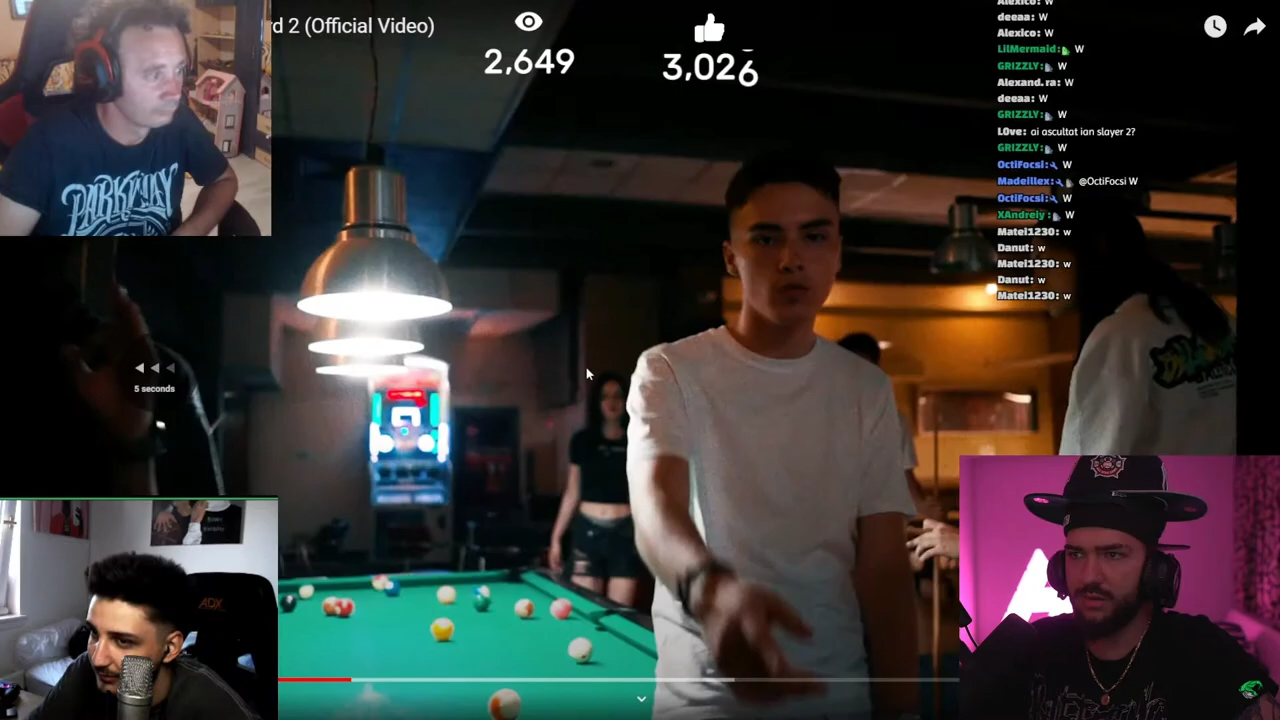 rd 2 (Official Video)
2,649
3,026
Alexico: W
deeaa: W
Alexico: W
LilMermaid: W
GRIZZLY: W
Alexand.ra: W
deeaa: W
GRIZZLY: W
L0ve: ai ascultat ian slayer 2?
GRIZZLY: W
OctiFocsi: W
Madeillex: @OctiFocsi W
OctiFocsi: W
XAndreiy: W
Matei1230: w
Danut: w
Matei1230: w
Danut: w
Matei1230: w
PARKWAY
5 seconds